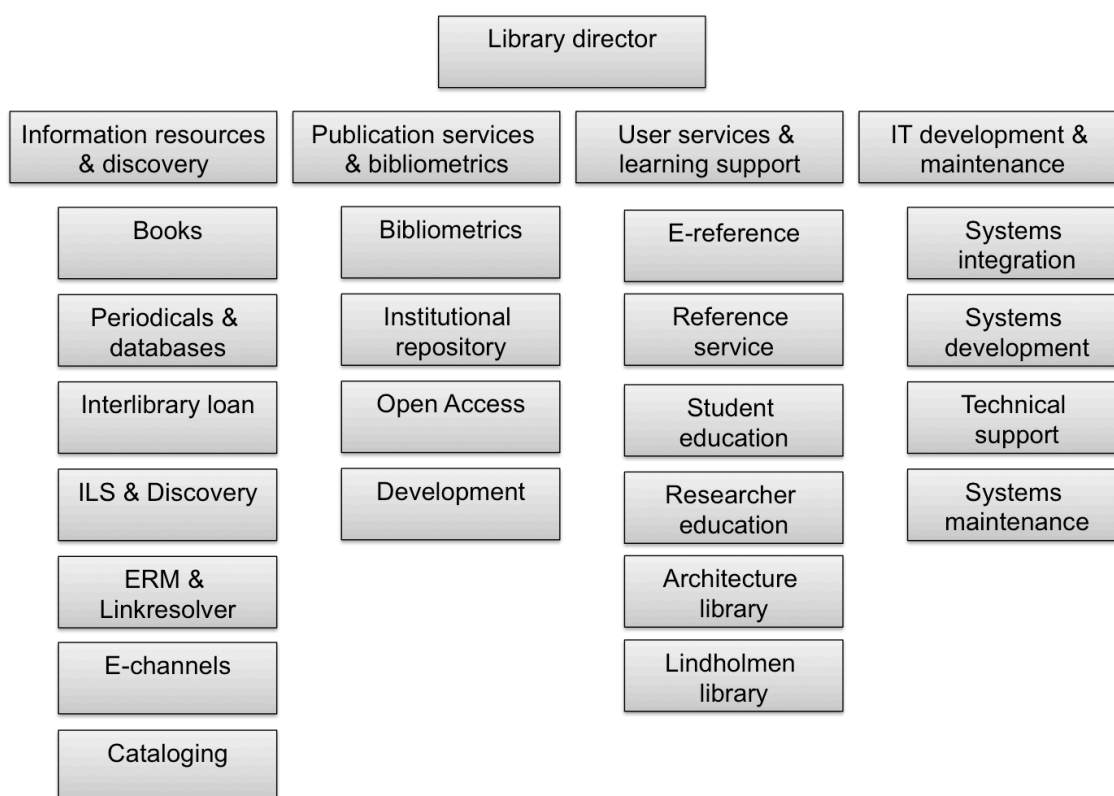 Library director
Information resources
& discovery
Books
Periodicals &
databases
Interlibrary loan
ILS & Discovery
ERM &
Linkresolver
E-channels
Cataloging
Publication services
& bibliometrics
Bibliometrics
Institutional
repository
Open Access
Development
User services &
learning support
E-reference
Reference
service
Student
education
Researcher
education
Architecture
library
Lindholmen
library
IT development &
maintenance
Systems
integration
Systems
development
Technical
support
Systems
maintenance